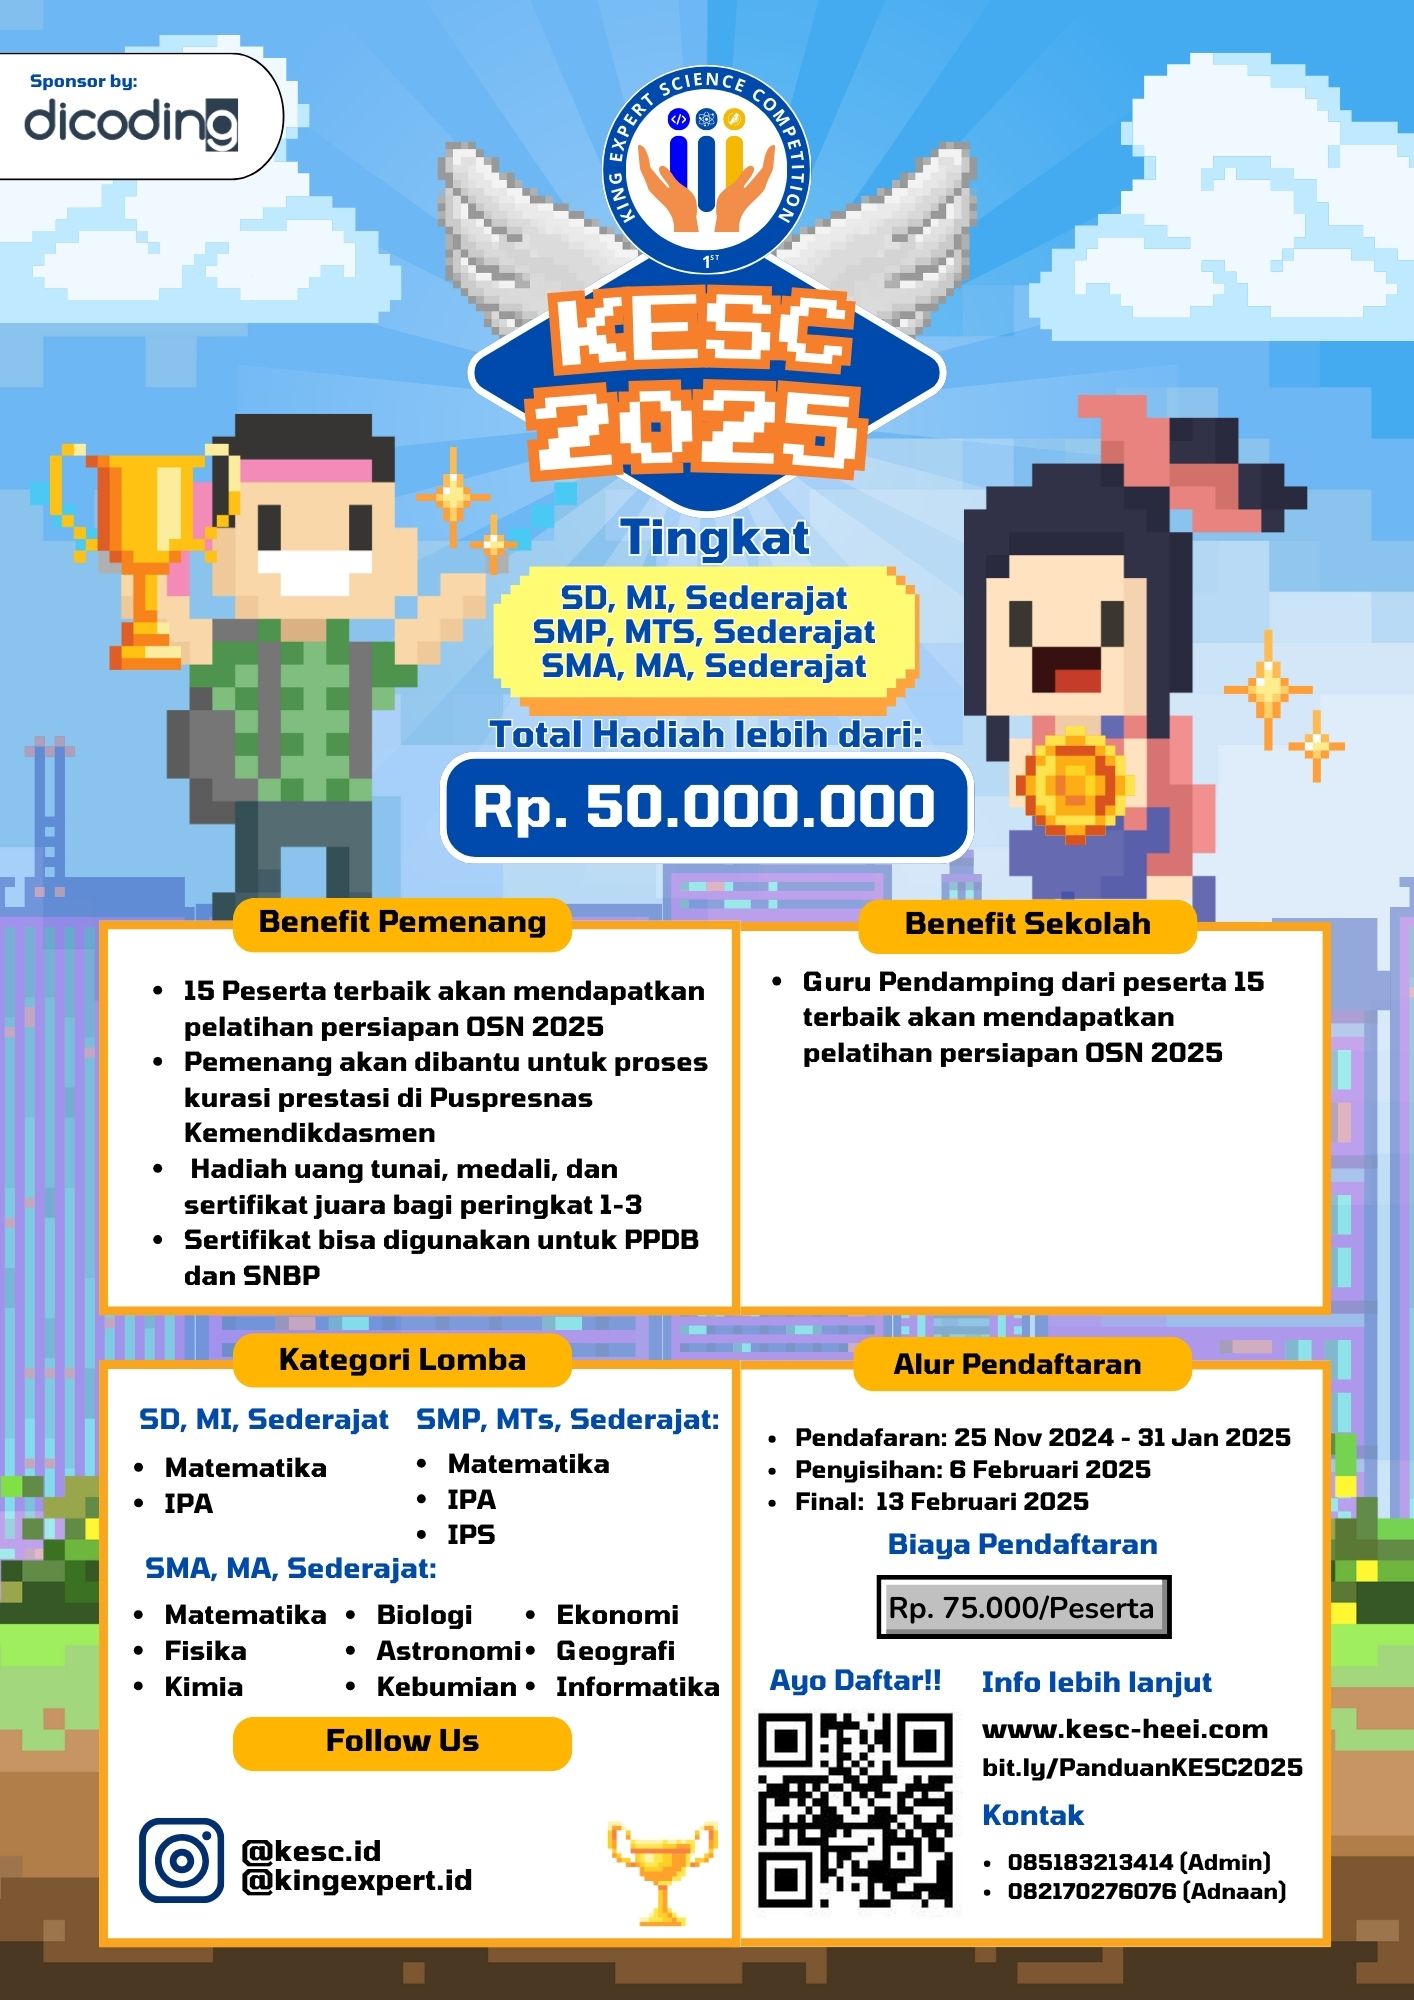 Sponsor by:
dicoding
KING EXPERT SCIENCE COMPETITION
1ST
KESC
2025
Tingkat
SD, MI, Sederajat
SMP, MTS, Sederajat
SMA, MA, Sederajat
Total Hadiah lebih dari:
Rp. 50.000.000
Benefit Pemenang
• 15 Peserta terbaik akan mendapatkan
pelatihan persiapan OSN 2025
• Pemenang akan dibantu untuk proses
kurasi prestasi di Puspresnas
Kemendikdasmen
• Hadiah uang tunai, medali, dan
sertifikat juara bagi peringkat 1-3
• Sertifikat bisa digunakan untuk PPDB
dan SNBP
Benefit Sekolah
• Guru Pendamping dari peserta 15
terbaik akan mendapatkan
pelatihan persiapan OSN 2025
Kategori Lomba
SD, MI, Sederajat
• Matematika
• IPA
SMP, MTs, Sederajat:
• Matematika
• IPA
• IPS
SMA, MA, Sederajat:
• Matematika
• Fisika
• Kimia
• Biologi
• Astronomi
• Kebumian
• Ekonomi
• Geografi
• Informatika
Follow Us
@kesc.id
@kingexpert.id
Alur Pendaftaran
• Pendafaran: 25 Nov 2024 - 31 Jan 2025
• Penyisihan: 6 Februari 2025
• Final: 13 Februari 2025
Biaya Pendaftaran
Rp. 75.000/Peserta
Ayo Daftar!!
Info lebih lanjut
www.kesc-heei.com
bit.ly/PanduanKESC2025
Kontak
• 085183213414 (Admin)
• 082170276076 (Adnaan)